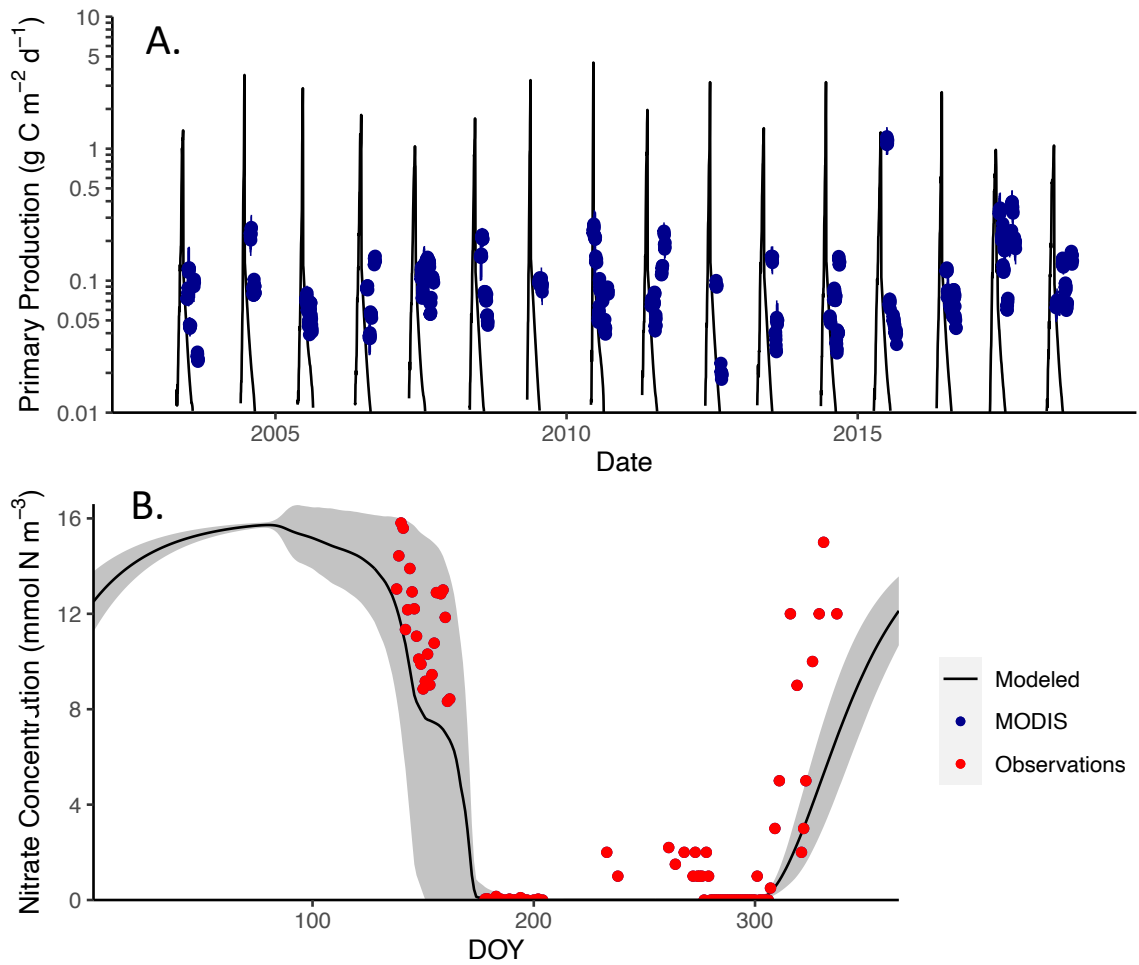 A.
Primary Production (g C m⁻² d⁻¹)
10
5
1
0.5
0.1
0.05
0.01
2005
2010
2015
Date
B.
Nitrate Concentration (mmol N m⁻³)
16
12
8
4
0
100
200
300
DOY
Modeled
MODIS
Observations